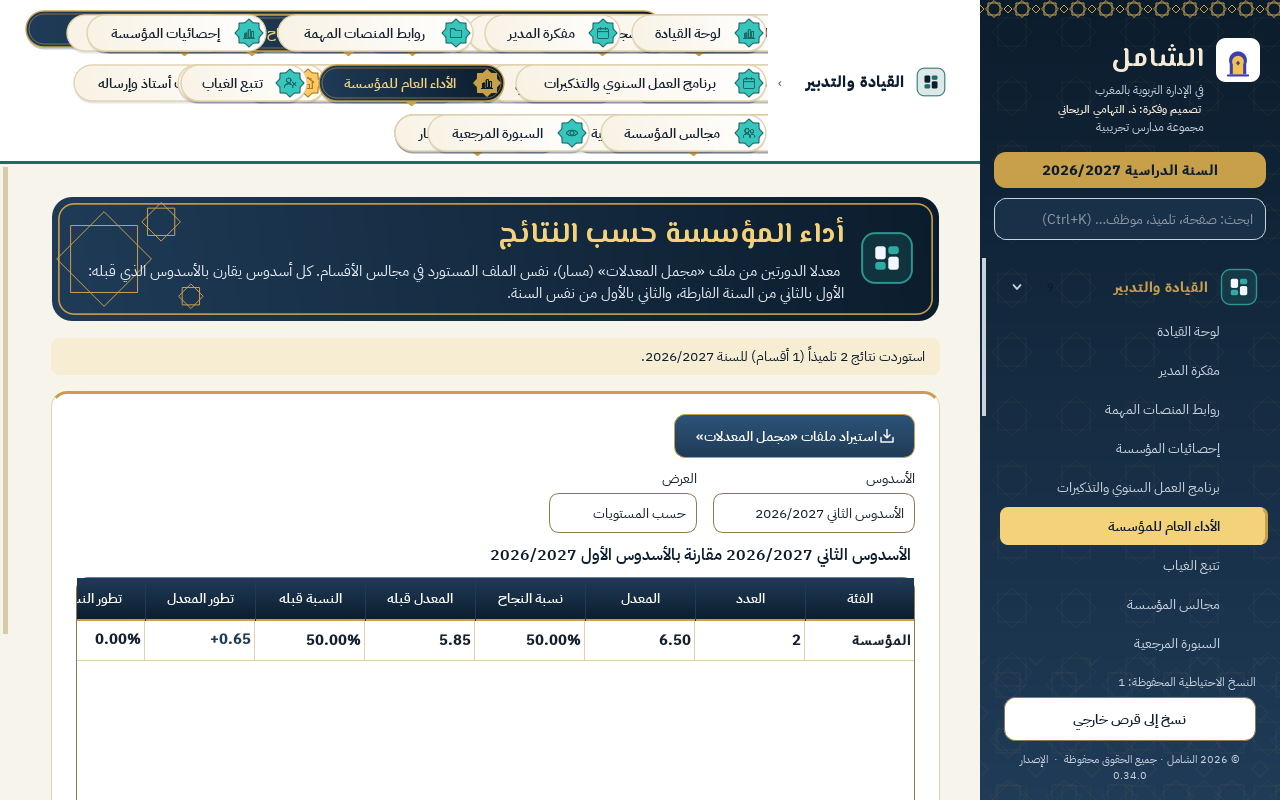 الشامل
في الإدارة التربوية بالمغرب
تصميم وفكرة: ذ. التهامي الريحاني
مجموعة مدارس تجريبية
السنة الدراسية 2026/2027
ابحث: صفحة، تلميذ، موظف... (Ctrl+K)
القيادة والتدبير
لوحة القيادة
مفكرة المدير
روابط المنصات المهمة
إحصائيات المؤسسة
برنامج العمل السنوي والتذكيرات
الأداء العام للمؤسسة
تتبع الغياب
مجالس المؤسسة
السبورة المرجعية
النسخ الاحتياطية المحفوظة: 1
نسخ إلى قرص خارجي
© 2026 الشامل · جميع الحقوق محفوظة · الإصدار
0.34.0
القيادة والتدبير ‹
لوحة القيادة
مفكرة المدير
روابط المنصات المهمة
إحصائيات المؤسسة
برنامج العمل السنوي والتذكيرات
الأداء العام للمؤسسة
تتبع الغياب
أستاذ وإرساله
مجالس المؤسسة
السبورة المرجعية
أداء المؤسسة حسب النتائج
معدلا الدورتين من ملف «مجمل المعدلات» (مسار)، نفس الملف المستورد في مجالس الأقسام. كل أسدوس يقارن بالأسدوس الذي قبله:
الأول بالثاني من السنة الفارطة، والثاني بالأول من نفس السنة.
استوردت نتائج 2 تلميذاً (1 أقسام) للسنة 2026/2027.
استيراد ملفات «مجمل المعدلات»
الأسدوس العرض
الأسدوس الثاني 2026/2027 حسب المستويات
الأسدوس الثاني 2026/2027 مقارنة بالأسدوس الأول 2026/2027
الفئة العدد المعدل نسبة النجاح المعدل قبله النسبة قبله تطور المعدل تطور
المؤسسة 2 6.50 50.00% 5.85 50.00% +0.65 0.00%